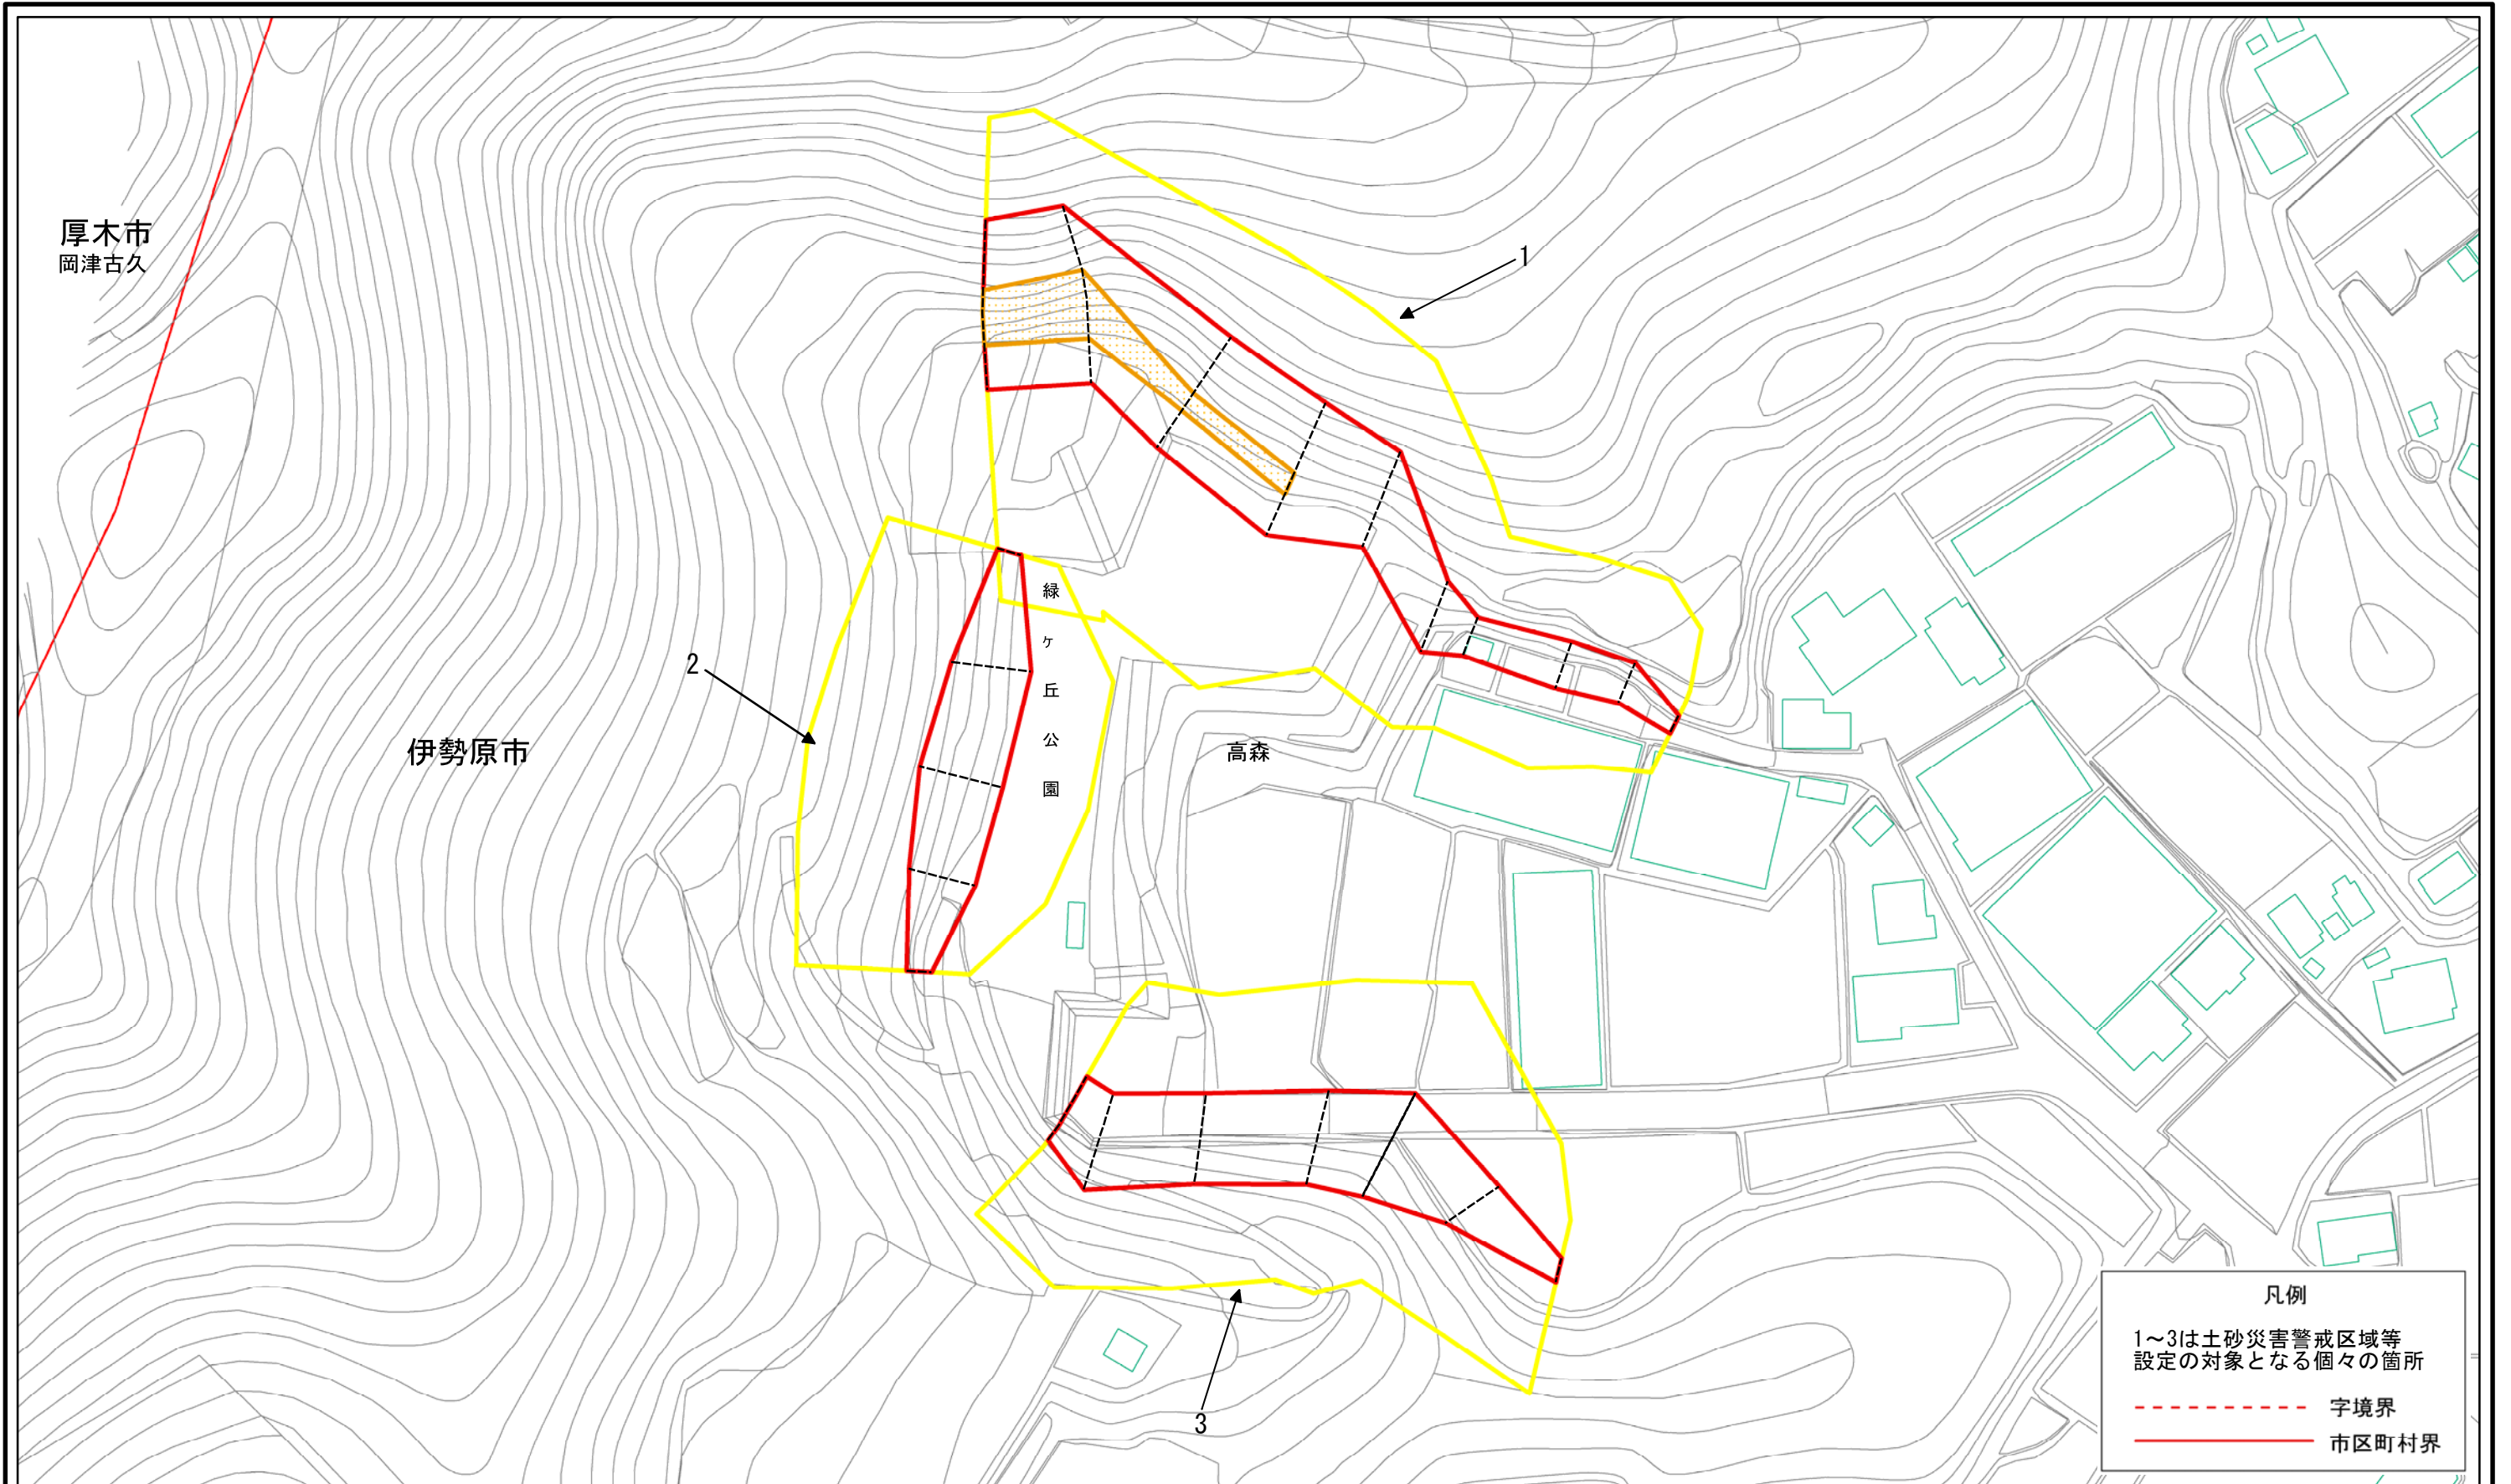 厚木市
岡津古久
1
緑ヶ丘公園
2
伊勢原市
高森
3
凡例
1~3は土砂災害警戒区域等
設定の対象となる個々の箇所
字境界
市区町村界